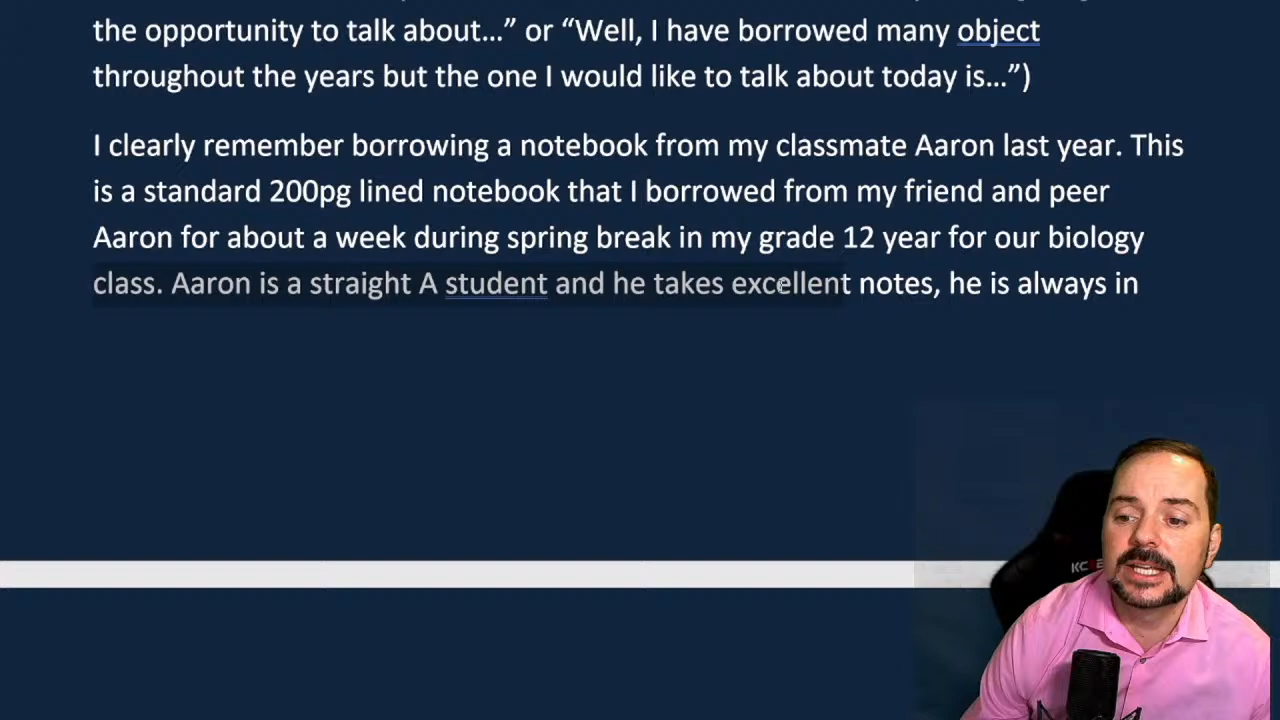 the opportunity to talk about…” or “Well, I have borrowed many object
throughout the years but the one I would like to talk about today is…”)
I clearly remember borrowing a notebook from my classmate Aaron last year. This
is a standard 200pg lined notebook that I borrowed from my friend and peer
Aaron for about a week during spring break in my grade 12 year for our biology
class. Aaron is a straight A student and he takes excellent notes, he is always in